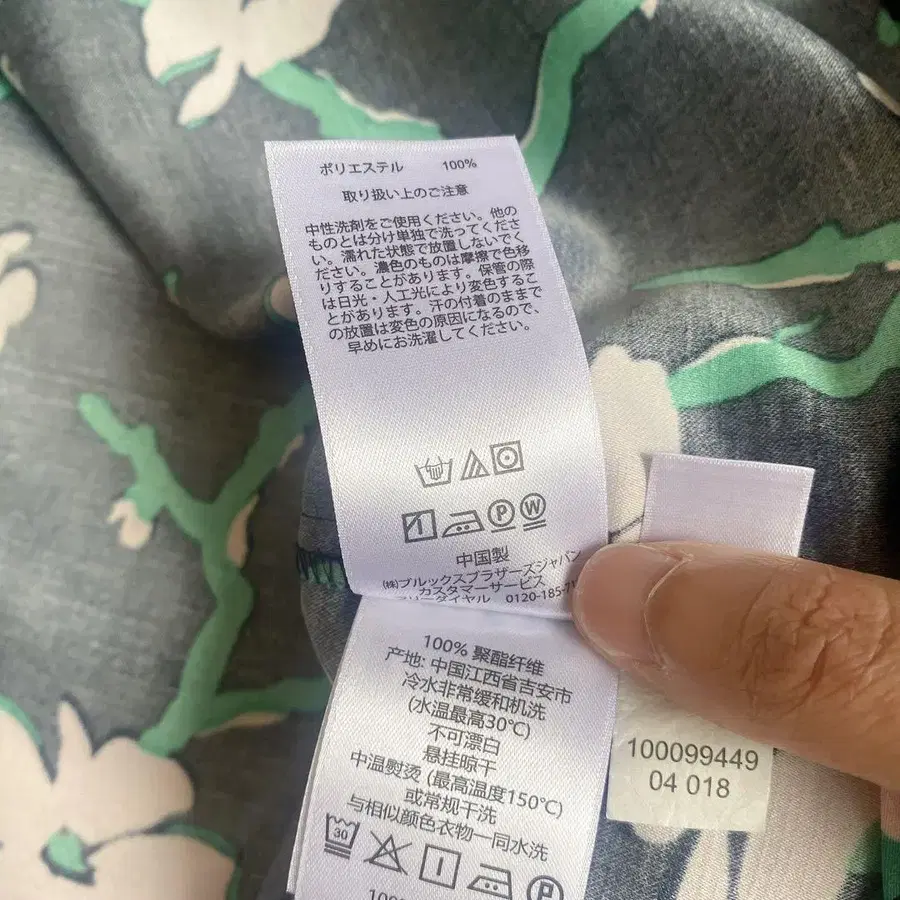 ポリエステル 100%
取り扱い上のご注意
中性洗剤をご使用ください。他の
ものとは分け単独で洗ってくださ
い。濡れた状態で放置しないでく
ださい。濃色のものは摩擦で色移
りすることがあります。保管の際
は日光・人工光により変色するこ
とがあります。汗の付着のままで
の放置は変色の原因になるので、
早めにお洗濯してください。
P W
中国製
(株)ブルックスブラザーズジャパン
カスタマーサービス
フリーダイヤル 0120-185-7
100% 聚酯纤维
产地: 中国江西省吉安市
冷水非常缓和机洗
(水温最高30℃)
不可漂白
悬挂晾干
中温熨烫 (最高温度150℃)
或常规干洗
与相似颜色衣物一同水洗
30 P
100%
100099449
04 018